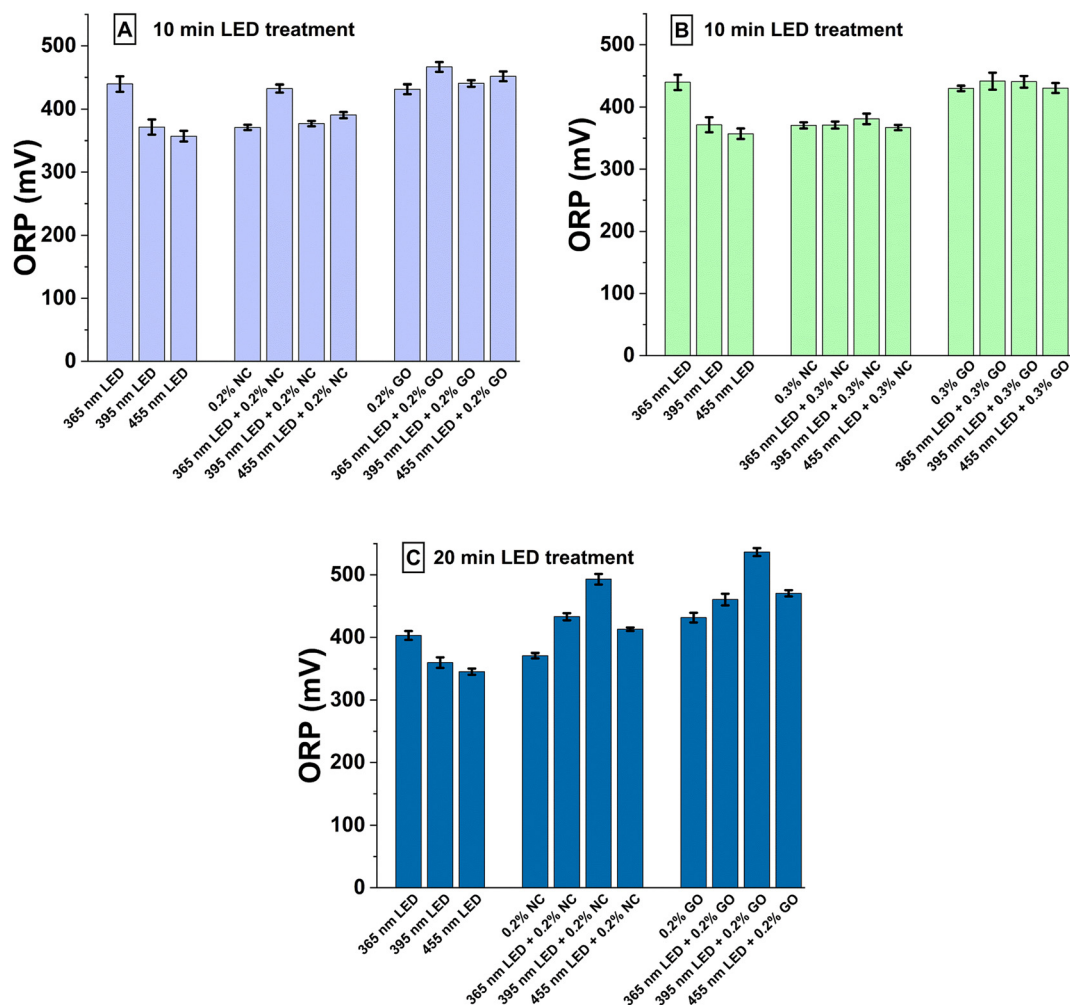 A 10 min LED treatment
ORP (mV)
500
400
300
200
100
0
365 nm LED
395 nm LED
455 nm LED
0.2% NC
365 nm LED + 0.2% NC
395 nm LED + 0.2% NC
455 nm LED + 0.2% NC
0.2% GO
365 nm LED + 0.2% GO
395 nm LED + 0.2% GO
455 nm LED + 0.2% GO
B 10 min LED treatment
ORP (mV)
500
400
300
200
100
0
365 nm LED
395 nm LED
455 nm LED
0.3% NC
365 nm LED + 0.3% NC
395 nm LED + 0.3% NC
455 nm LED + 0.3% NC
0.3% GO
365 nm LED + 0.3% GO
395 nm LED + 0.3% GO
455 nm LED + 0.3% GO
C 20 min LED treatment
ORP (mV)
500
400
300
200
100
0
365 nm LED
395 nm LED
455 nm LED
0.2% NC
365 nm LED + 0.2% NC
395 nm LED + 0.2% NC
455 nm LED + 0.2% NC
0.2% GO
365 nm LED + 0.2% GO
395 nm LED + 0.2% GO
455 nm LED + 0.2% GO